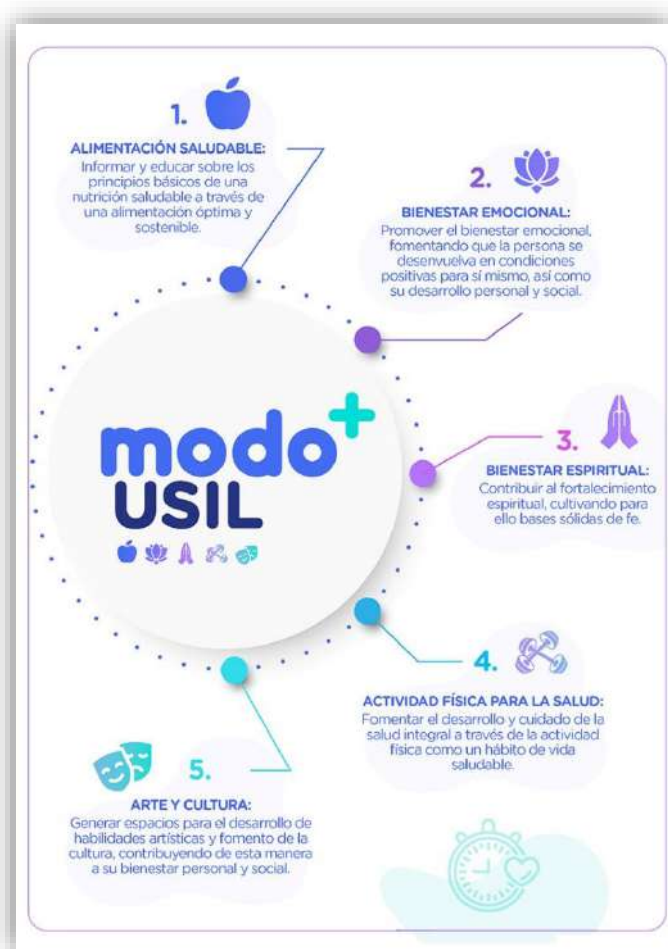 1.
ALIMENTACIÓN SALUDABLE:
Informar y educar sobre los
principios básicos de una
nutrición saludable a través de
una alimentación óptima y
sostenible.
2.
BIENESTAR EMOCIONAL:
Promover el bienestar emocional,
fomentando que la persona se
desenvuelva en condiciones
positivas para sí mismo, así como
su desarrollo personal y social.
modo+
USIL
3.
BIENESTAR ESPIRITUAL:
Contribuir al fortalecimiento
espiritual, cultivando para
ello bases sólidas de fe.
4.
ACTIVIDAD FÍSICA PARA LA SALUD:
Fomentar el desarrollo y cuidado de la
salud integral a través de la actividad
física como un hábito de vida
saludable.
5.
ARTE Y CULTURA:
Generar espacios para el desarrollo de
habilidades artísticas y fomento de la
cultura, contribuyendo de esta manera
a su bienestar personal y social.